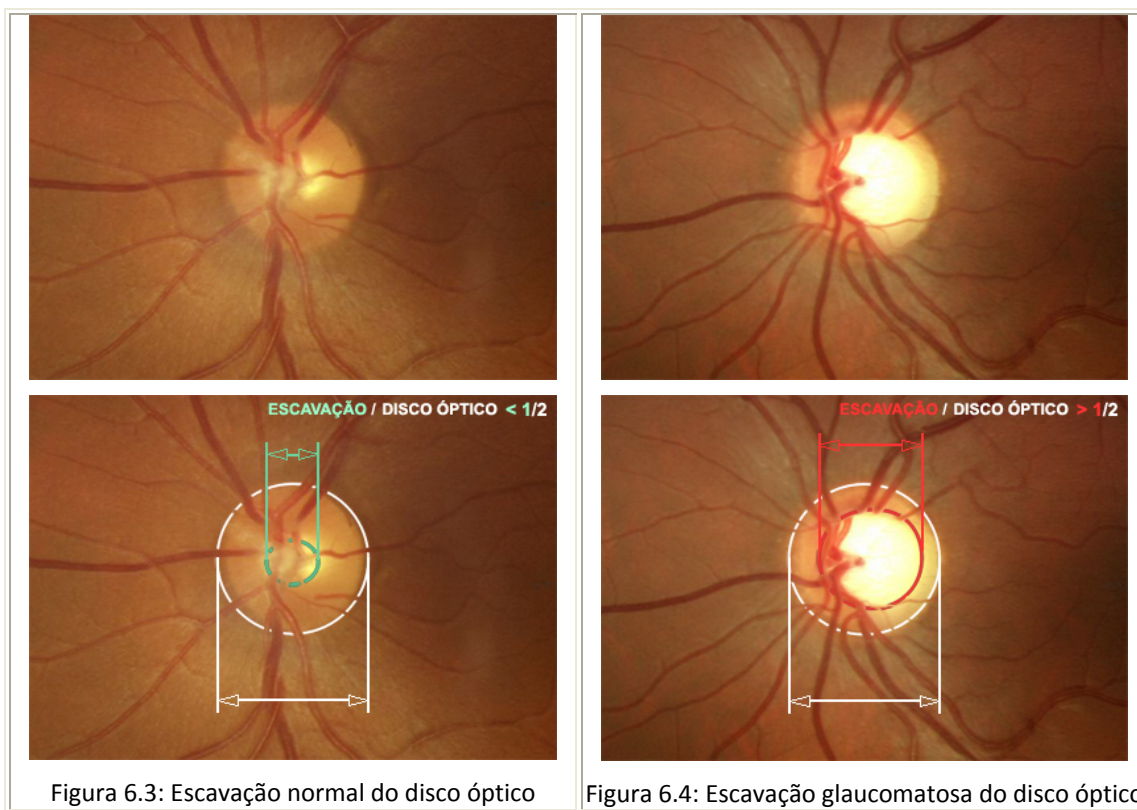 ESCAVAÇÃO / DISCO ÓPTICO < 1/2
ESCAVAÇÃO / DISCO ÓPTICO > 1/2
Figura 6.3: Escavação normal do disco óptico
Figura 6.4: Escavação glaucomatosa do disco óptico